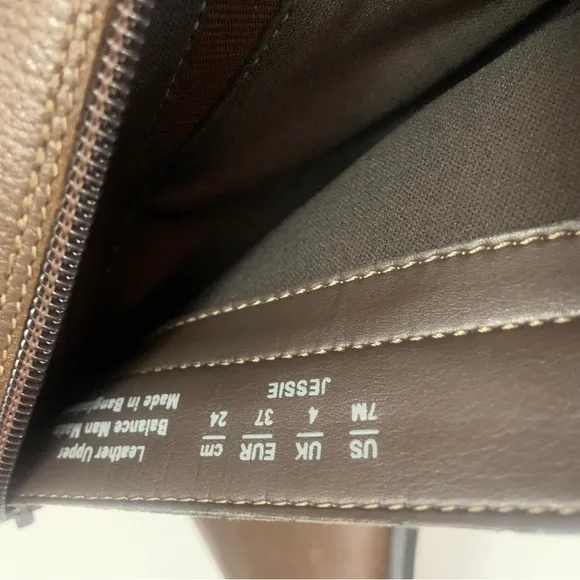 US UK EUR cm
7M 4 37 24
JESSIE
Leather Upper
Balance Man Made
Made in